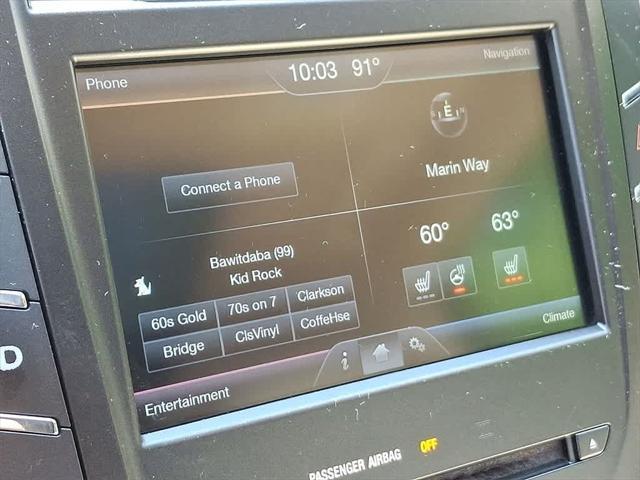 Phone
10:03 91°
Navigation
E
Connect a Phone
Marin Way
Bawitdaba (99)
Kid Rock
60° 63°
60s Gold 70s on 7 Clarkson
Bridge ClsVinyl CoffeHse
i
Entertainment
Climate
D
PASSENGER AIRBAG OFF